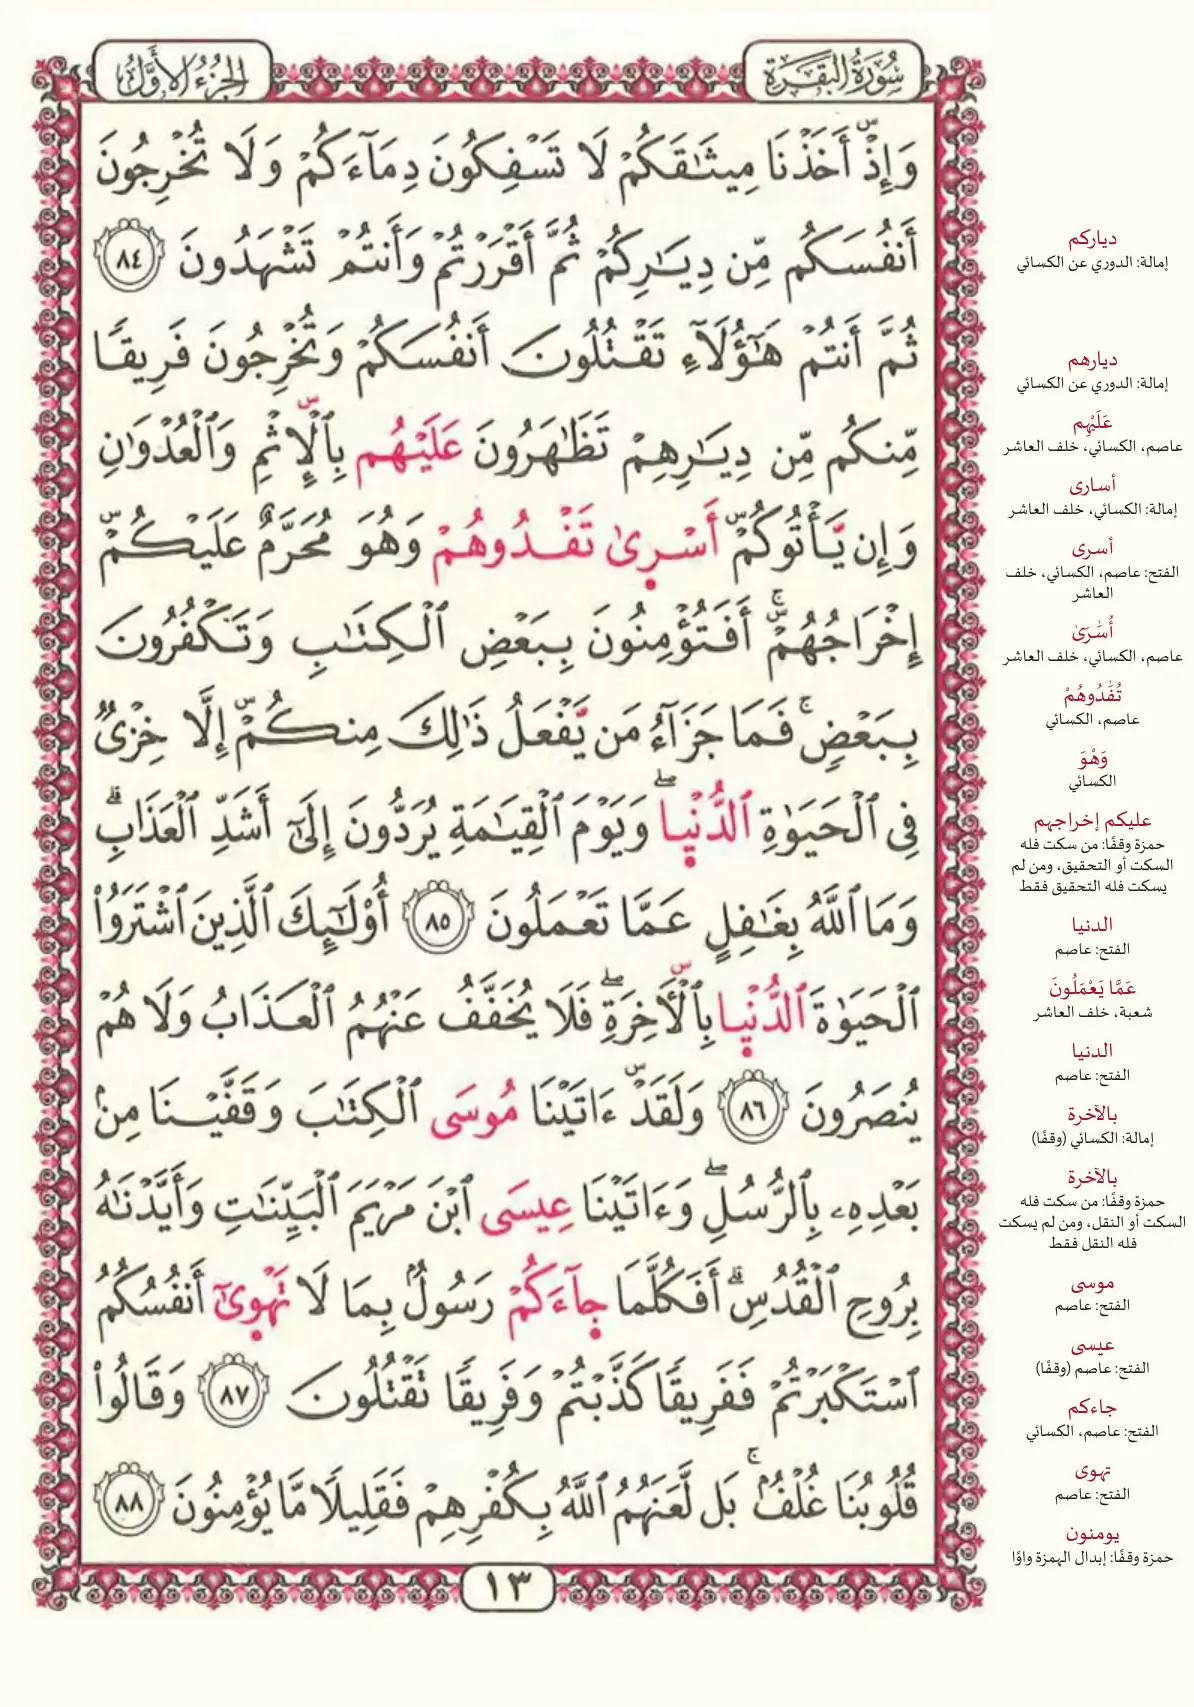 سُورَةُ البَقَرَة
الجُزْءُ الأَوَّلُ
وَإِذْ أَخَذْنَا مِيثَٰقَكُمْ لَا تَسْفِكُونَ دِمَآءَكُمْ وَلَا تُخْرِجُونَ
أَنفُسَكُم مِّن دِيَٰرِكُمْ ثُمَّ أَقْرَرْتُمْ وَأَنتُمْ تَشْهَدُونَ ٨٤
ثُمَّ أَنتُمْ هَٰٓؤُلَآءِ تَقْتُلُونَ أَنفُسَكُمْ وَتُخْرِجُونَ فَرِيقًا
مِّنكُم مِّن دِيَٰرِهِمْ تَظَٰهَرُونَ عَلَيْهُم بِٱلْإِثْمِ وَٱلْعُدْوَٰنِ
وَإِن يَّأْتُوكُمْ أَسْرىٰ تَفْدُوهُمْ وَهُوَ مُحَرَّمٌ عَلَيْكُمْ
إِخْرَاجُهُمْ ۚ أَفَتُؤْمِنُونَ بِبَعْضِ ٱلْكِتَٰبِ وَتَكْفُرُونَ
بِبَعْضٍ ۚ فَمَا جَزَآءُ مَن يَّفْعَلُ ذَٰلِكَ مِنكُمْ إِلَّا خِزْىٌ
فِى ٱلْحَيَوٰةِ ٱلدُّنْيا ۖ وَيَوْمَ ٱلْقِيَٰمَةِ يُرَدُّونَ إِلَىٰٓ أَشَدِّ ٱلْعَذَابِ ۗ
وَمَا ٱللَّهُ بِغَٰفِلٍ عَمَّا تَعْمَلُونَ ٨٥ أُوْلَٰٓئِكَ ٱلَّذِينَ ٱشْتَرَوُا۟
ٱلْحَيَوٰةَ ٱلدُّنْيا بِٱلْأَخِرَةِ ۖ فَلَا يُخَفَّفُ عَنْهُمُ ٱلْعَذَابُ وَلَا هُمْ
يُنصَرُونَ ٨٦ وَلَقَدْ ءَاتَيْنَا مُوسَى ٱلْكِتَٰبَ وَقَفَّيْنَا مِنۢ
بَعْدِهِۦ بِٱلرُّسُلِ ۖ وَءَاتَيْنَا عِيسَى ٱبْنَ مَرْيَمَ ٱلْبَيِّنَٰتِ وَأَيَّدْنَٰهُ
بِرُوحِ ٱلْقُدُسِ ۗ أَفَكُلَّمَا جآءَكُمْ رَسُولٌۢ بِمَا لَا تَهْوىٰٓ أَنفُسُكُمُ
ٱسْتَكْبَرْتُمْ فَفَرِيقًا كَذَّبْتُمْ وَفَرِيقًا تَقْتُلُونَ ٨٧ وَقَالُوا۟
قُلُوبُنَا غُلْفٌۢ ۚ بَل لَّعَنَهُمُ ٱللَّهُ بِكُفْرِهِمْ فَقَلِيلًا مَّا يُؤْمِنُونَ ٨٨
١٣
دياركم
إمالة: الدوري عن الكسائي
ديارهم
إمالة: الدوري عن الكسائي
عَلَيْهِم
عاصم، الكسائي، خلف العاشر
أسارى
إمالة: الكسائي، خلف العاشر
أسرى
الفتح: عاصم، الكسائي، خلف
العاشر
أُسَٰرَىٰ
عاصم، الكسائي، خلف العاشر
تُفَٰدُوهُمْ
عاصم، الكسائي
وَهْوَ
الكسائي
عليكم إخراجهم
حمزة وقفًا: من سكت فله
السكت أو التحقيق، ومن لم
يسكت فله التحقيق فقط
الدنيا
الفتح: عاصم
عَمَّا يَعْمَلُونَ
شعبة، خلف العاشر
الدنيا
الفتح: عاصم
بالآخرة
إمالة: الكسائي (وقفًا)
بالآخرة
حمزة وقفًا: من سكت فله
السكت أو النقل، ومن لم يسكت
فله النقل فقط
موسى
الفتح: عاصم
عيسى
الفتح: عاصم (وقفًا)
جاءكم
الفتح: عاصم، الكسائي
تهوى
الفتح: عاصم
يومنون
حمزة وقفًا: إبدال الهمزة واوًا